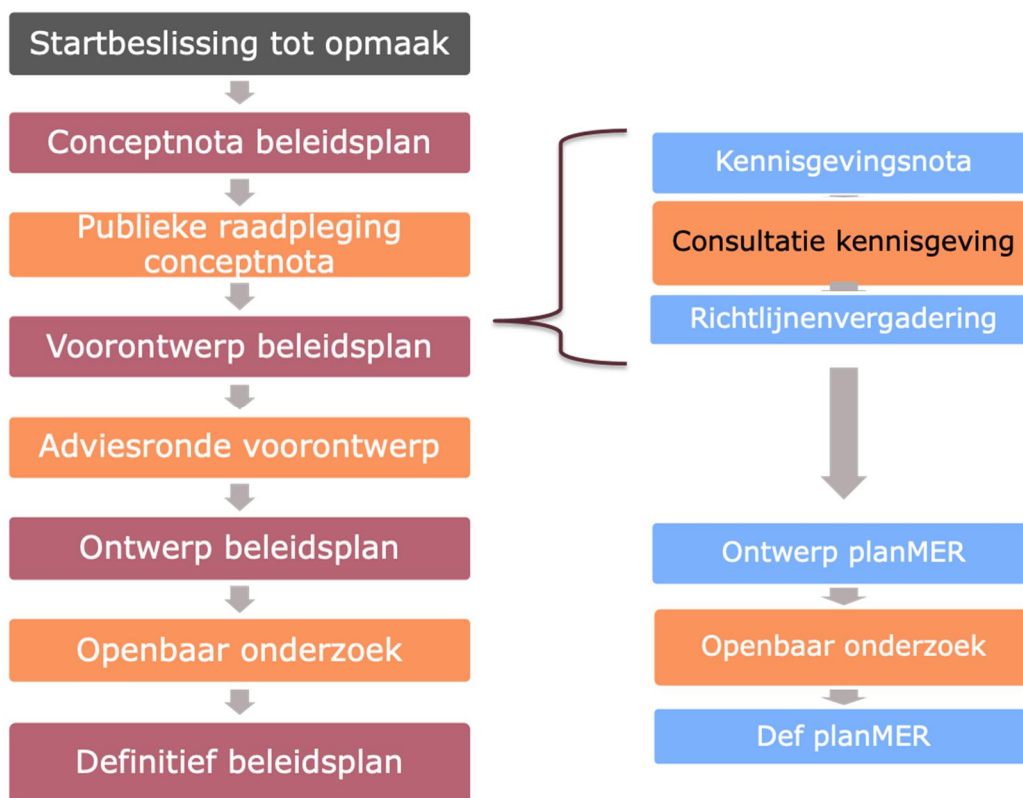 Startbeslissing tot opmaak
Conceptnota beleidsplan
Publieke raadpleging
conceptnota
Voorontwerp beleidsplan
Adviesronde voorontwerp
Ontwerp beleidsplan
Openbaar onderzoek
Definitief beleidsplan
Kennisgevingsnota
Consultatie kennisgeving
Richtlijnenvergadering
Ontwerp planMER
Openbaar onderzoek
Def planMER